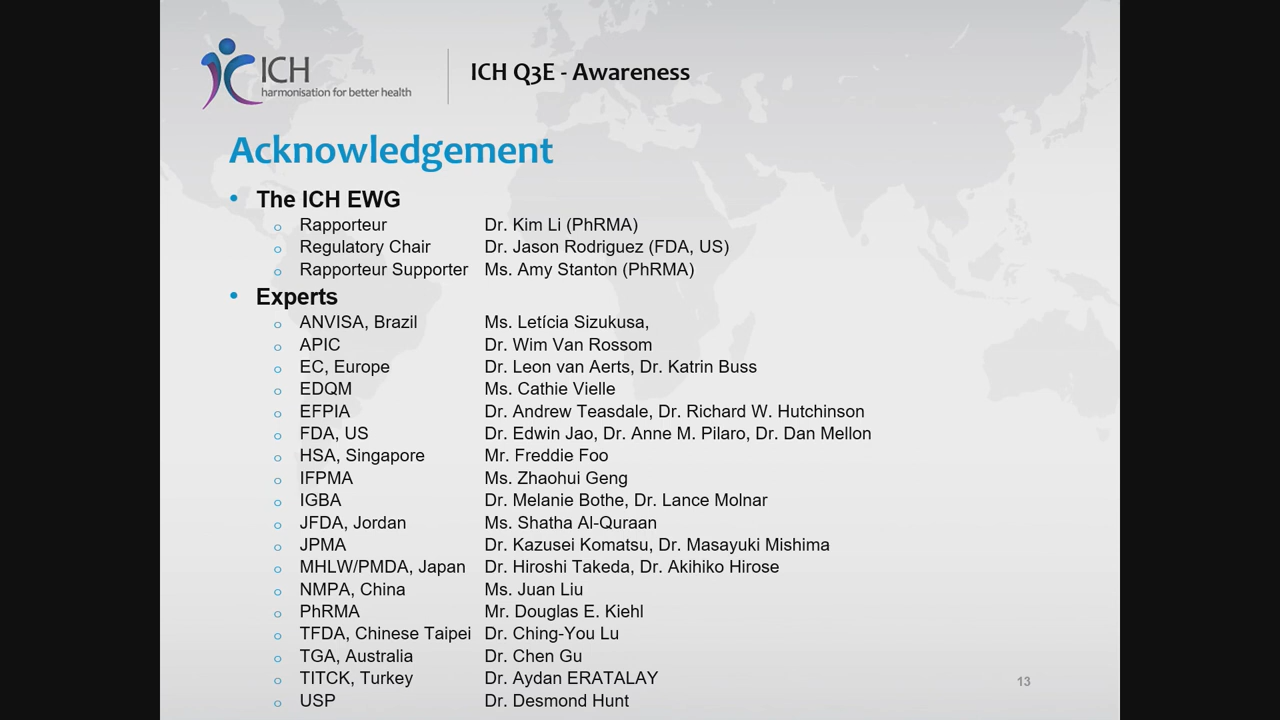 ICH
harmonisation for better health
ICH Q3E - Awareness
Acknowledgement
• The ICH EWG
o Rapporteur Dr. Kim Li (PhRMA)
o Regulatory Chair Dr. Jason Rodriguez (FDA, US)
o Rapporteur Supporter Ms. Amy Stanton (PhRMA)
• Experts
o ANVISA, Brazil Ms. Letícia Sizukusa,
o APIC Dr. Wim Van Rossom
o EC, Europe Dr. Leon van Aerts, Dr. Katrin Buss
o EDQM Ms. Cathie Vielle
o EFPIA Dr. Andrew Teasdale, Dr. Richard W. Hutchinson
o FDA, US Dr. Edwin Jao, Dr. Anne M. Pilaro, Dr. Dan Mellon
o HSA, Singapore Mr. Freddie Foo
o IFPMA Ms. Zhaohui Geng
o IGBA Dr. Melanie Bothe, Dr. Lance Molnar
o JFDA, Jordan Ms. Shatha Al-Quraan
o JPMA Dr. Kazusei Komatsu, Dr. Masayuki Mishima
o MHLW/PMDA, Japan Dr. Hiroshi Takeda, Dr. Akihiko Hirose
o NMPA, China Ms. Juan Liu
o PhRMA Mr. Douglas E. Kiehl
o TFDA, Chinese Taipei Dr. Ching-You Lu
o TGA, Australia Dr. Chen Gu
o TITCK, Turkey Dr. Aydan ERATALAY
o USP Dr. Desmond Hunt
13